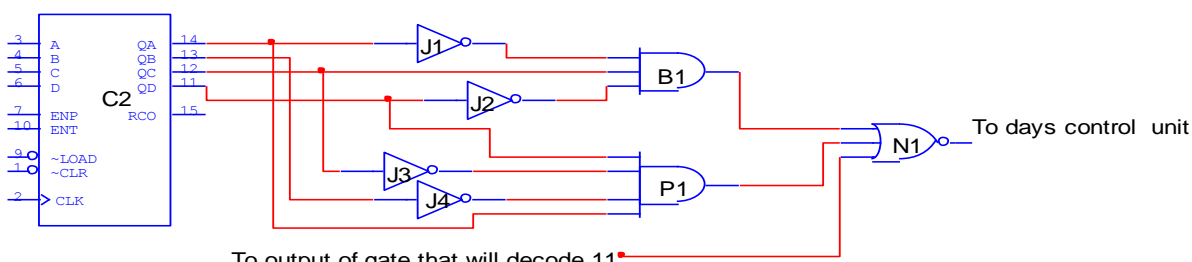 3 A QA 14 J1
4 B QB 13
5 C QC 12 B1
6 D QD 11
C2 J2
7 ENP RCO 15
10 ENT
To days control unit
N1
9 ~LOAD
1 ~CLR J3
P1
2 CLK J4
To output of gate that will decode 11